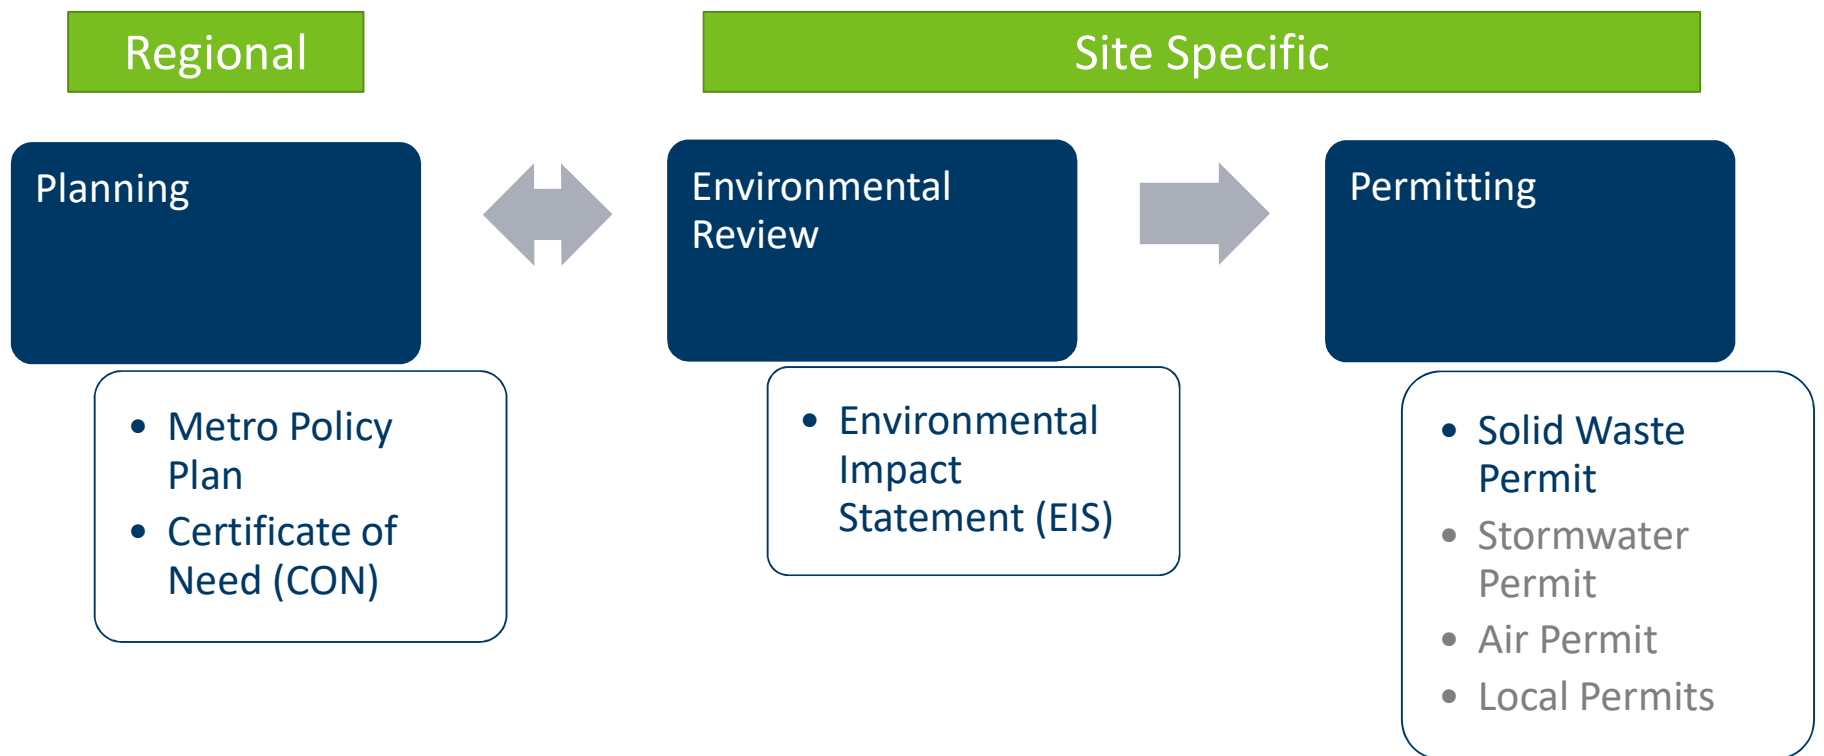 Regional
Site Specific
Planning
Environmental
Review
Permitting
• Metro Policy
Plan
• Certificate of
Need (CON)
• Environmental
Impact
Statement (EIS)
• Solid Waste
Permit
• Stormwater
Permit
• Air Permit
• Local Permits